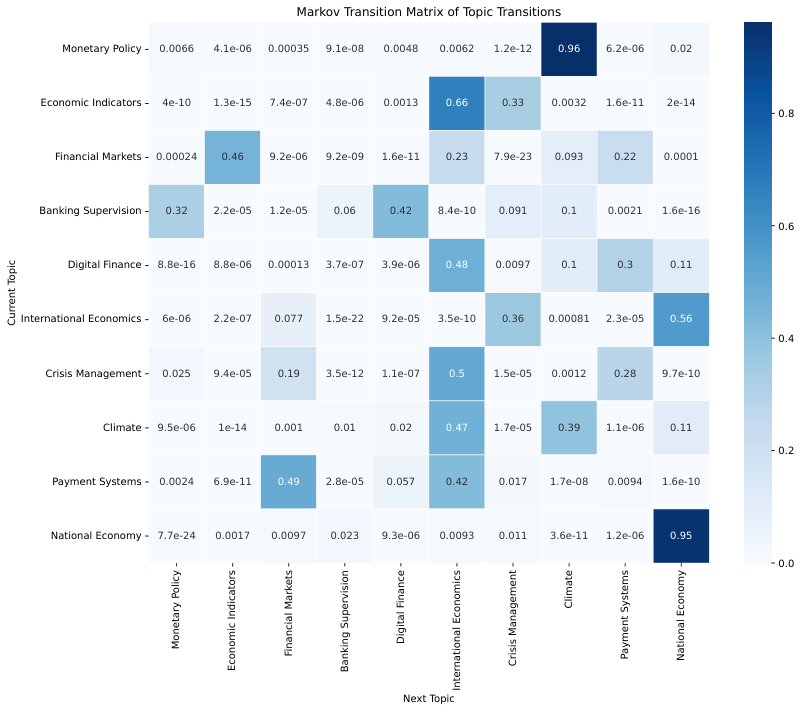 Markov Transition Matrix of Topic Transitions
Monetary Policy 0.0066 4.1e-06 0.00035 9.1e-08 0.0048 0.0062 1.2e-12 0.96 6.2e-06 0.02
Economic Indicators 4e-10 1.3e-15 7.4e-07 4.8e-06 0.0013 0.66 0.33 0.0032 1.6e-11 2e-14
Financial Markets 0.00024 0.46 9.2e-06 9.2e-09 1.6e-11 0.23 7.9e-23 0.093 0.22 0.0001
Banking Supervision 0.32 2.2e-05 1.2e-05 0.06 0.42 8.4e-10 0.091 0.1 0.0021 1.6e-16
Digital Finance 8.8e-16 8.8e-06 0.00013 3.7e-07 3.9e-06 0.48 0.0097 0.1 0.3 0.11
International Economics 6e-06 2.2e-07 0.077 1.5e-22 9.2e-05 3.5e-10 0.36 0.00081 2.3e-05 0.56
Crisis Management 0.025 9.4e-05 0.19 3.5e-12 1.1e-07 0.5 1.5e-05 0.0012 0.28 9.7e-10
Climate 9.5e-06 1e-14 0.001 0.01 0.02 0.47 1.7e-05 0.39 1.1e-06 0.11
Payment Systems 0.0024 6.9e-11 0.49 2.8e-05 0.057 0.42 0.017 1.7e-08 0.0094 1.6e-10
National Economy 7.7e-24 0.0017 0.0097 0.023 9.3e-06 0.0093 0.011 3.6e-11 1.2e-06 0.95
Current Topic
Monetary Policy
Economic Indicators
Financial Markets
Banking Supervision
Digital Finance
International Economics
Crisis Management
Climate
Payment Systems
National Economy
Next Topic
0.8
0.6
0.4
0.2
0.0